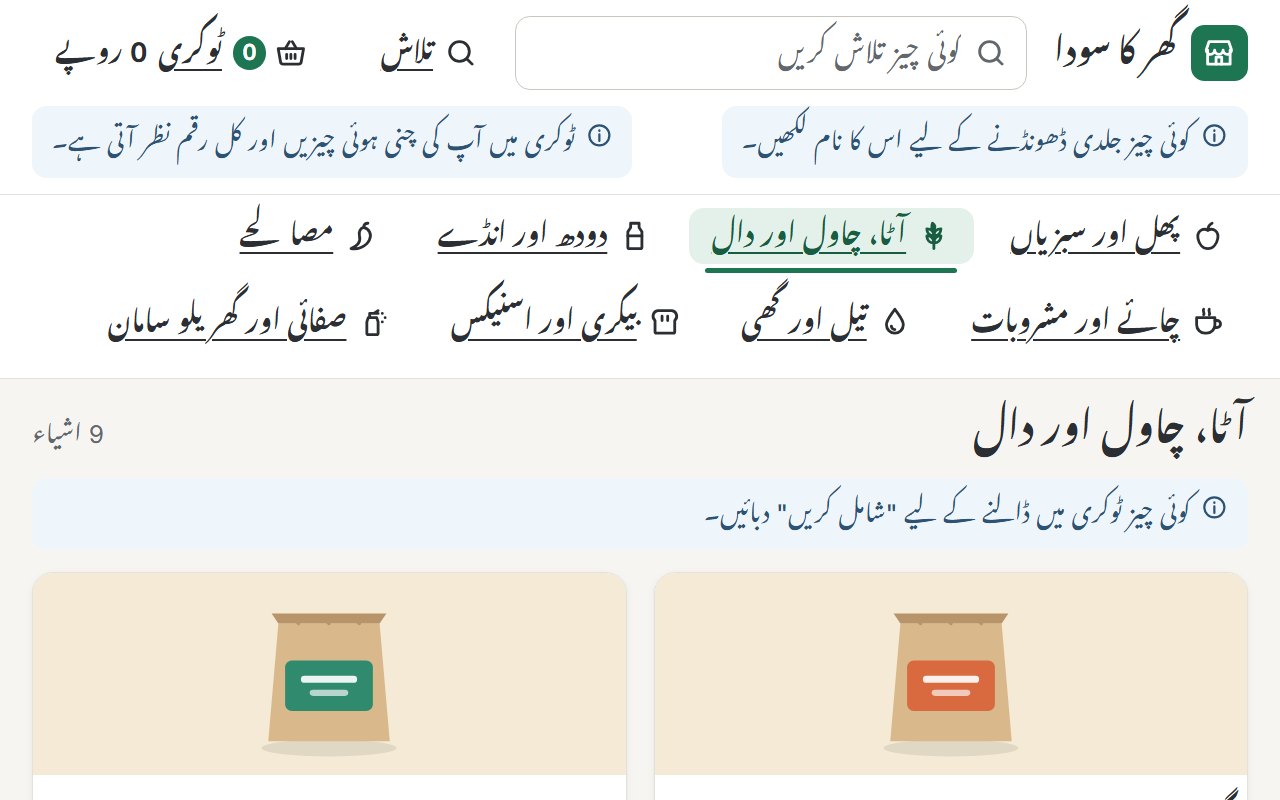 گھر کا سودا
کوئی چیز تلاش کریں
تلاش
0 ٹوکری 0 روپے
کوئی چیز جلدی ڈھونڈنے کے لیے اس کا نام لکھیں۔
ٹوکری میں آپ کی چنی ہوئی چیزیں اور کل رقم نظر آتی ہے۔
پھل اور سبزیاں
آٹا، چاول اور دال
دودھ اور انڈے
مصالحے
چائے اور مشروبات
تیل اور گھی
بیکری اور اسنیکس
صفائی اور گھریلو سامان
آٹا، چاول اور دال
9 اشیاء
کوئی چیز ٹوکری میں ڈالنے کے لیے "شامل کریں" دبائیں۔